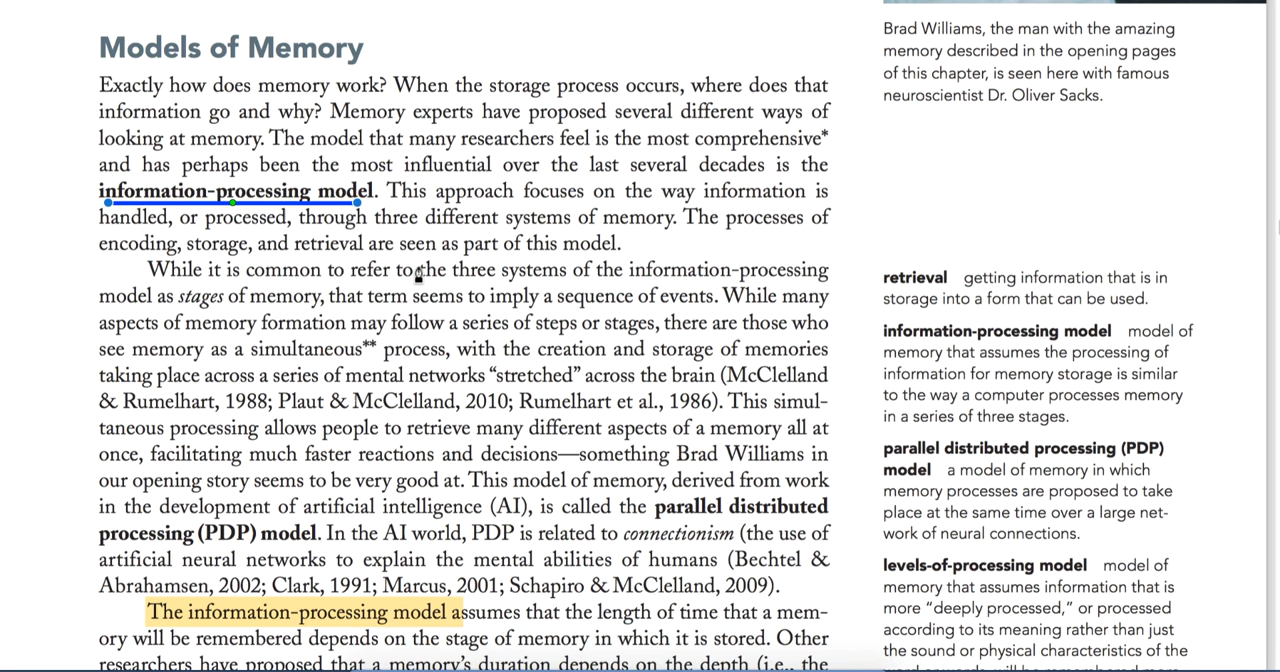 Models of Memory
Exactly how does memory work? When the storage process occurs, where does that
information go and why? Memory experts have proposed several different ways of
looking at memory. The model that many researchers feel is the most comprehensive*
and has perhaps been the most influential over the last several decades is the
information-processing model. This approach focuses on the way information is
handled, or processed, through three different systems of memory. The processes of
encoding, storage, and retrieval are seen as part of this model.
While it is common to refer to the three systems of the information-processing
model as stages of memory, that term seems to imply a sequence of events. While many
aspects of memory formation may follow a series of steps or stages, there are those who
see memory as a simultaneous** process, with the creation and storage of memories
taking place across a series of mental networks “stretched” across the brain (McClelland
& Rumelhart, 1988; Plaut & McClelland, 2010; Rumelhart et al., 1986). This simul-
taneous processing allows people to retrieve many different aspects of a memory all at
once, facilitating much faster reactions and decisions—something Brad Williams in
our opening story seems to be very good at. This model of memory, derived from work
in the development of artificial intelligence (AI), is called the parallel distributed
processing (PDP) model. In the AI world, PDP is related to connectionism (the use of
artificial neural networks to explain the mental abilities of humans (Bechtel &
Abrahamsen, 2002; Clark, 1991; Marcus, 2001; Schapiro & McClelland, 2009).
The information-processing model assumes that the length of time that a mem-
ory will be remembered depends on the stage of memory in which it is stored. Other
researchers have proposed that a memory’s duration depends on the depth (i.e., the
Brad Williams, the man with the amazing
memory described in the opening pages
of this chapter, is seen here with famous
neuroscientist Dr. Oliver Sacks.
retrieval getting information that is in
storage into a form that can be used.
information-processing model model of
memory that assumes the processing of
information for memory storage is similar
to the way a computer processes memory
in a series of three stages.
parallel distributed processing (PDP)
model a model of memory in which
memory processes are proposed to take
place at the same time over a large net-
work of neural connections.
levels-of-processing model model of
memory that assumes information that is
more “deeply processed,” or processed
according to its meaning rather than just
the sound or physical characteristics of the